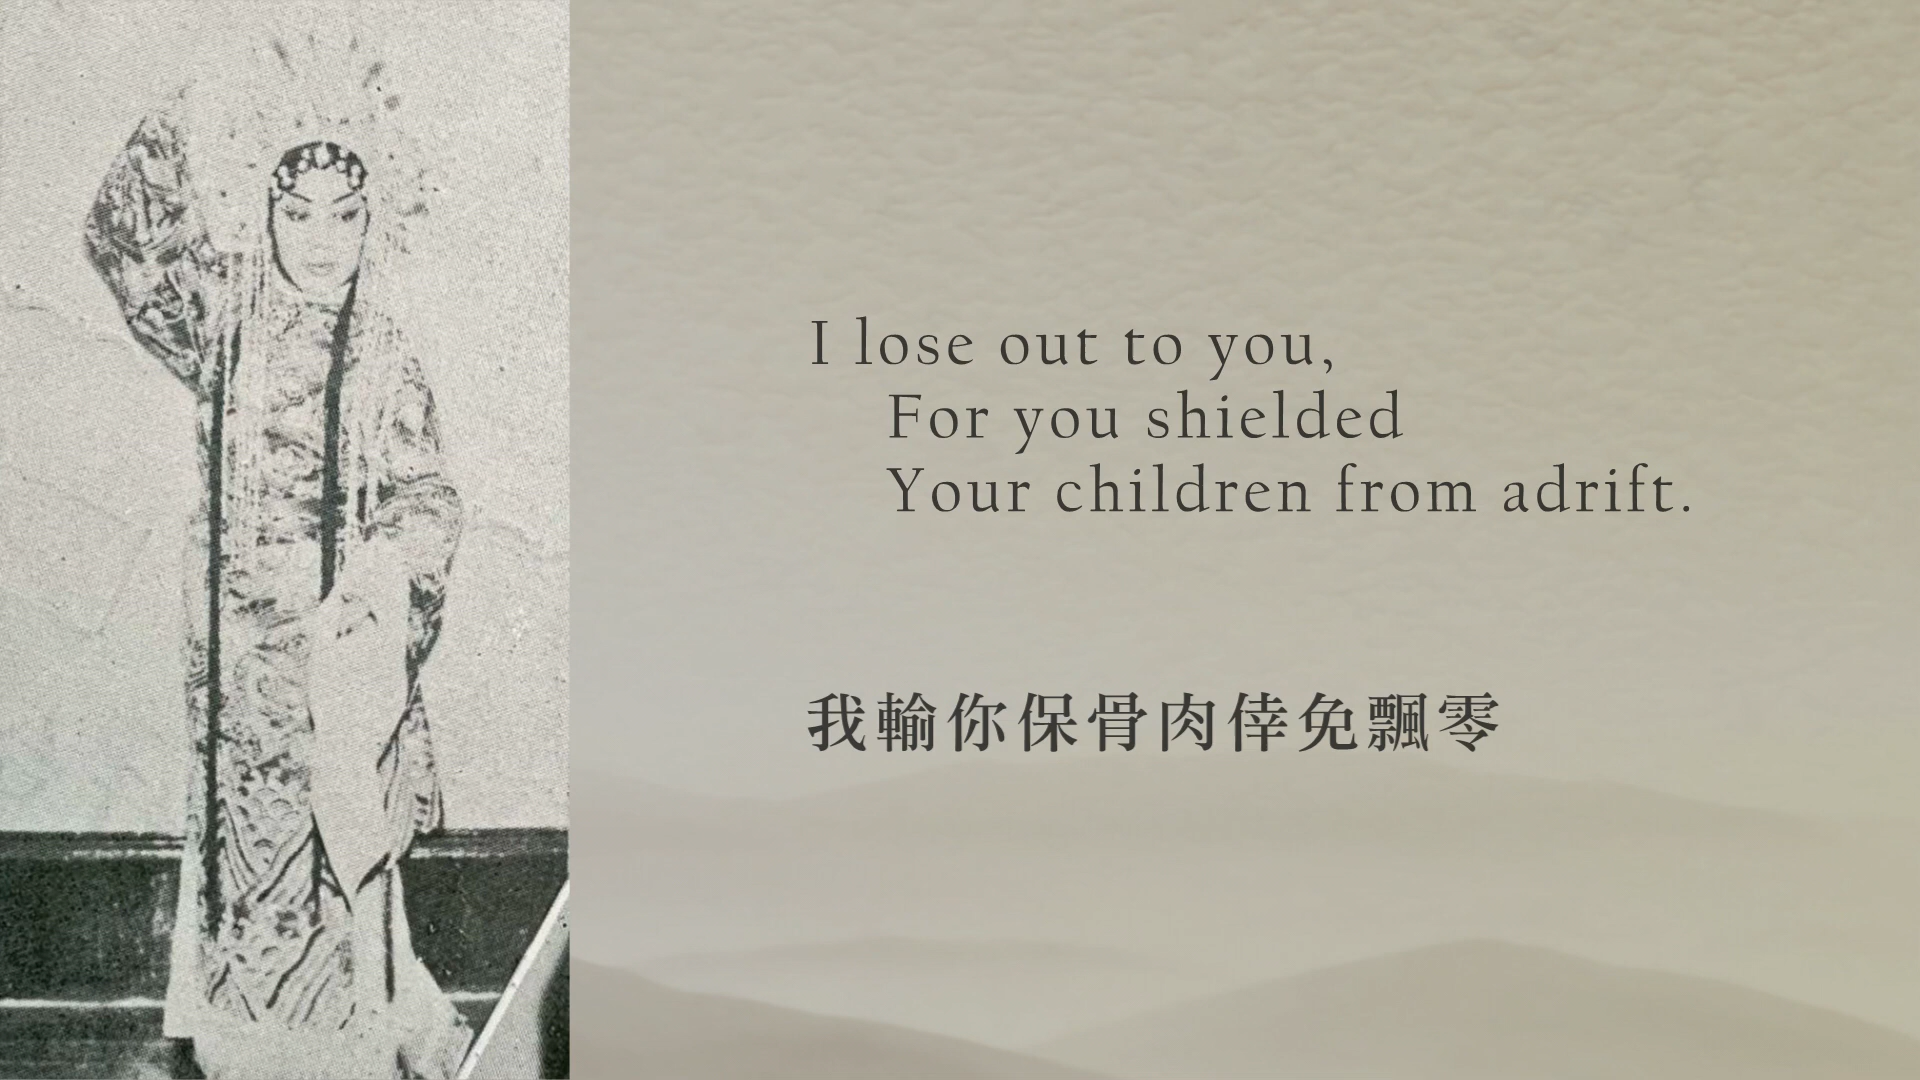 I lose out to you,
For you shielded
Your children from adrift.
我輸你保骨肉倖免飄零